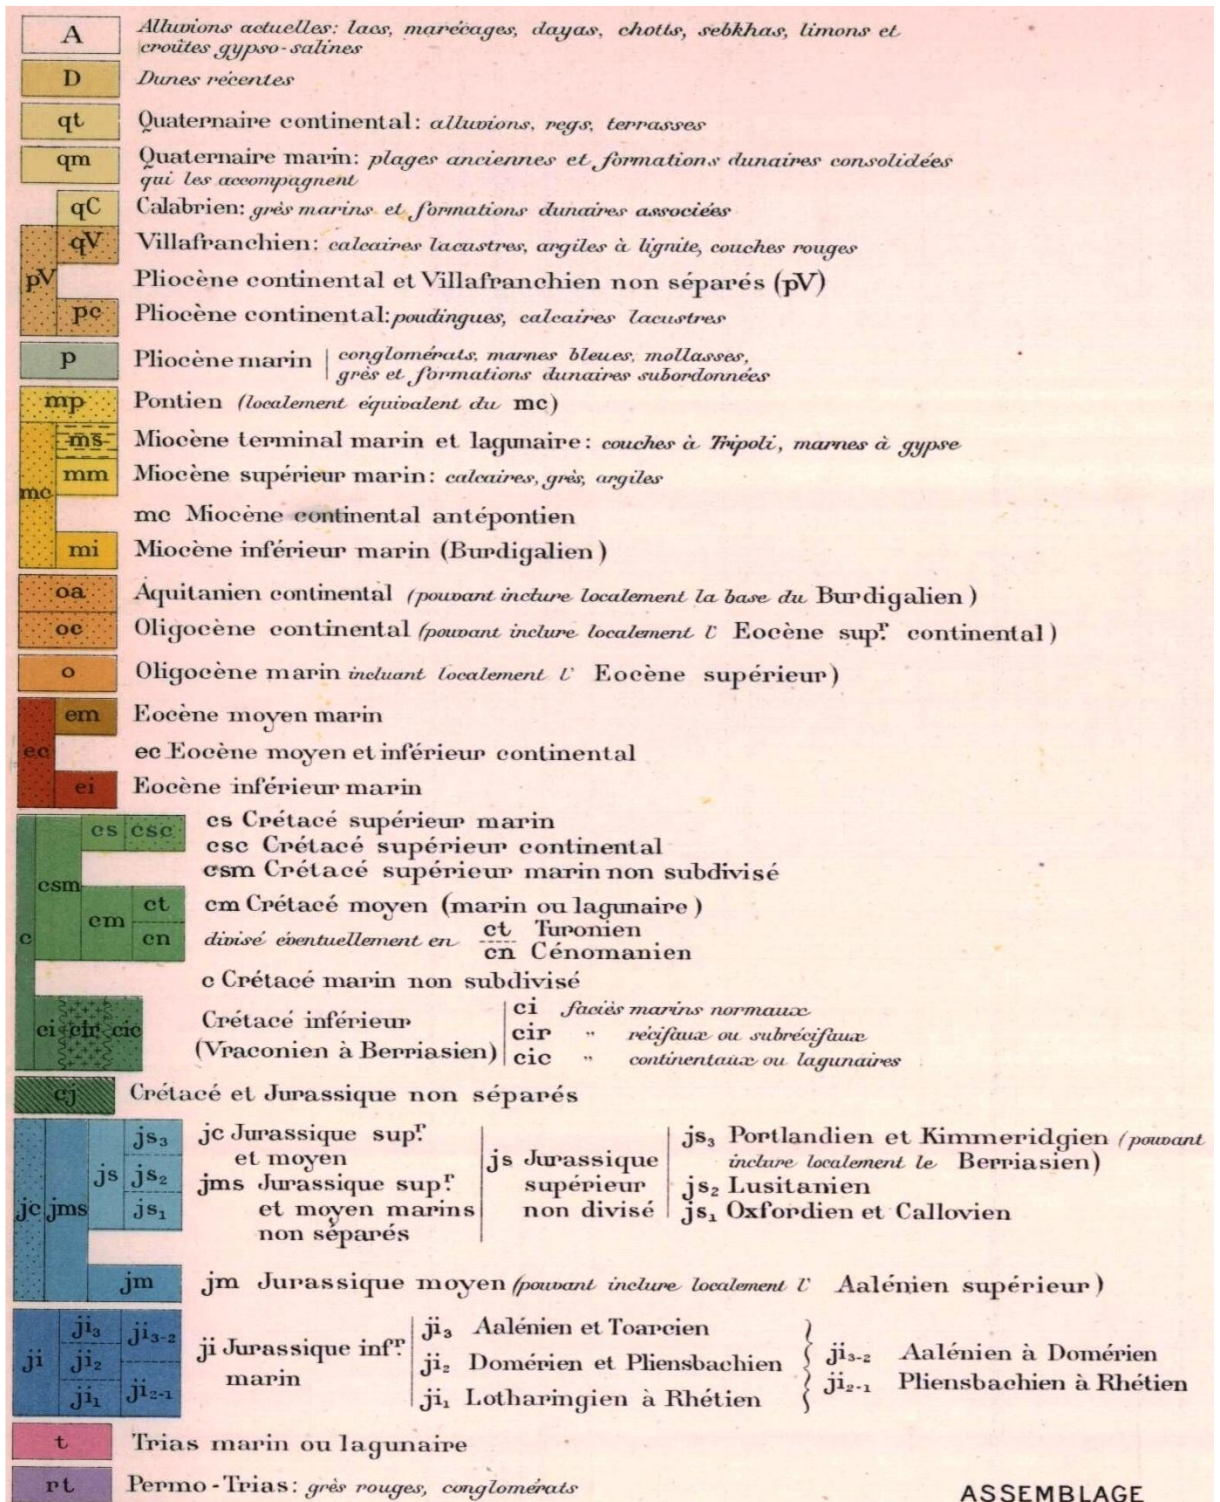 A Alluvions actuelles: lacs, marécages, dayas, chotts, sebkhas, limons et
croûtes gypso-salines
D Dunes récentes
qt Quaternaire continental: alluvions, regs, terrasses
qm Quaternaire marin: plages anciennes et formations dunaires consolidées
qui les accompagnent
qC Calabrien: grès marins et formations dunaires associées
qV Villafranchien: calcaires lacustres, argiles à lignite, couches rouges
pV Pliocène continental et Villafranchien non séparés (pV)
pc Pliocène continental: poudingues, calcaires lacustres
p Pliocène marin conglomérats, marnes bleues, mollasses,
grès et formations dunaires subordonnées
mp Pontien (localement équivalent du mc)
ms Miocène terminal marin et lagunaire: couches à Tripoli, marnes à gypse
mm Miocène supérieur marin: calcaires, grès, argiles
mc
mc Miocène continental antépontien
mi Miocène inférieur marin (Burdigalien)
oa Aquitanien continental (pouvant inclure localement la base du Burdigalien)
oc Oligocène continental (pouvant inclure localement l' Eocène sup.r continental)
o Oligocène marin incluant localement l' Eocène supérieur)
em Eocène moyen marin
ec ec Eocène moyen et inférieur continental
ei Eocène inférieur marin
cs csc cs Crétacé supérieur marin
csc Crétacé supérieur continental
csm csm Crétacé supérieur marin non subdivisé
cm ct cm Crétacé moyen (marin ou lagunaire)
cn divisé éventuellement en ct Turonien
cn Cénomanien
c c Crétacé marin non subdivisé
ci cir cic Crétacé inférieur
(Vraconien à Berriasien)
ci faciès marins normaux
cir " récifaux ou subrécifaux
cic " continentaux ou lagunaires
cj Crétacé et Jurassique non séparés
jc jms js js3 js2 js1
jc Jurassique sup.r
et moyen
jms Jurassique sup.r
et moyen marins
non séparés
js Jurassique
supérieur
non divisé
js3 Portlandien et Kimmeridgien (pouvant
inclure localement le Berriasien)
js2 Lusitanien
js1 Oxfordien et Callovien
jm jm Jurassique moyen (pouvant inclure localement l' Aalénien supérieur)
ji ji3 ji2 ji1 ji3-2 ji2-1
ji Jurassique inf.r
marin
ji3 Aalénien et Toarcien
ji2 Domérien et Pliensbachien
ji1 Lotharingien à Rhétien
ji3-2 Aalénien à Domérien
ji2-1 Pliensbachien à Rhétien
t Trias marin ou lagunaire
rt Permo-Trias: grès rouges, conglomérats
ASSEMBLAGE